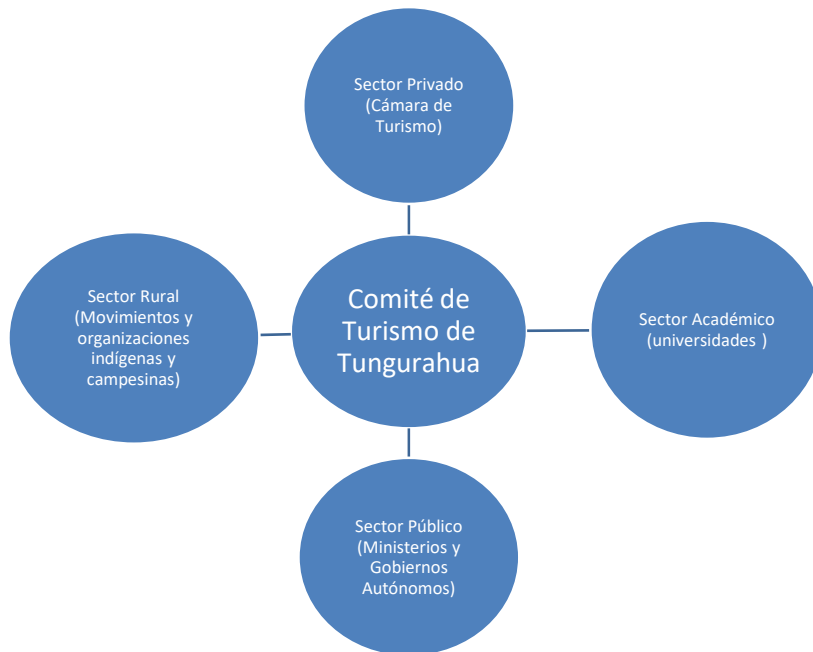 Sector Privado
(Cámara de
Turismo)
Sector Rural
(Movimientos y
organizaciones
indígenas y
campesinas)
Comité de
Turismo de
Tungurahua
Sector Académico
(universidades )
Sector Público
(Ministerios y
Gobiernos
Autónomos)